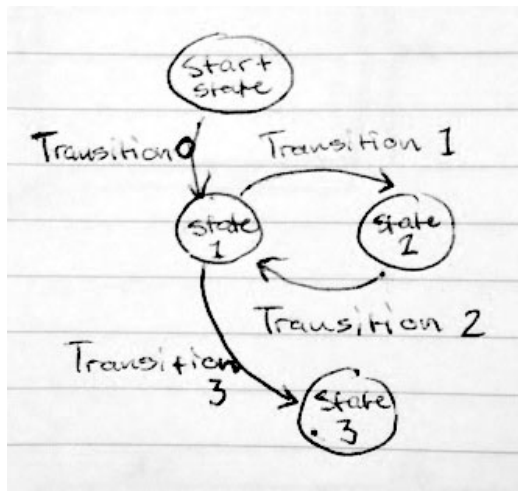 Start
state
Transition 0
Transition 1
State
1
state
2
Transition 2
Transition
3
State
3